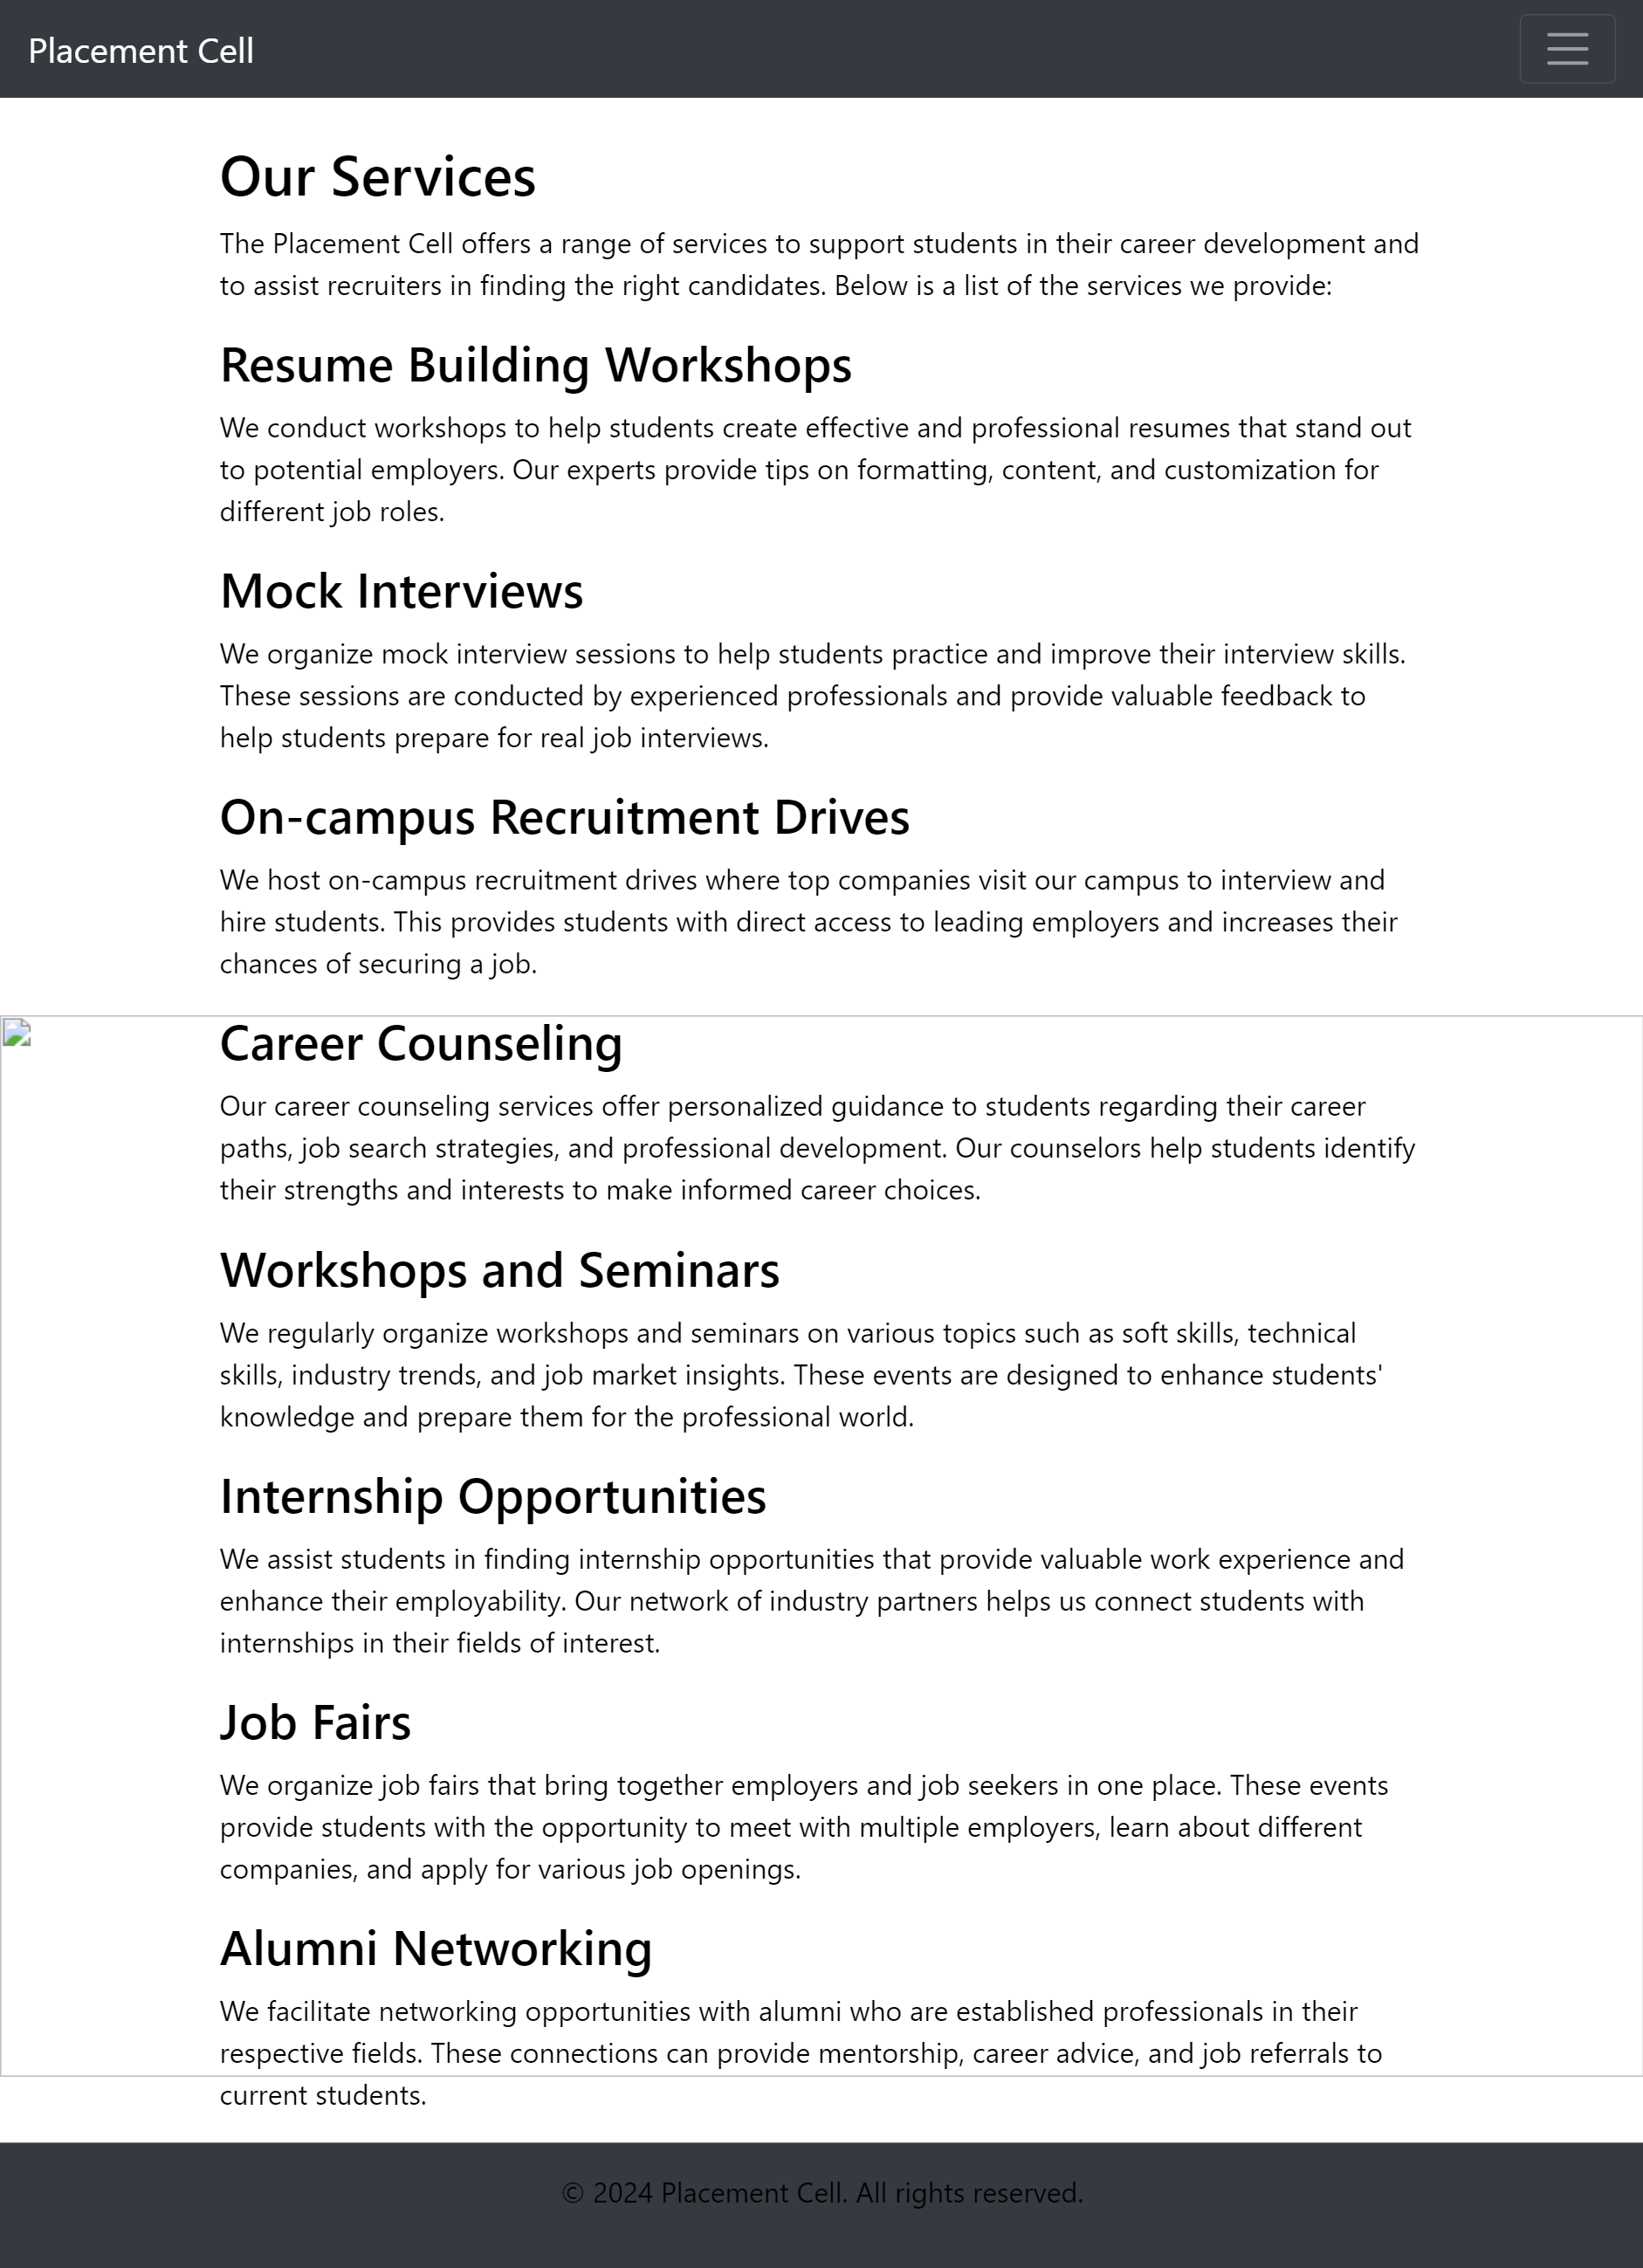 Placement Cell
Our Services
The Placement Cell offers a range of services to support students in their career development and
to assist recruiters in finding the right candidates. Below is a list of the services we provide:
Resume Building Workshops
We conduct workshops to help students create effective and professional resumes that stand out
to potential employers. Our experts provide tips on formatting, content, and customization for
different job roles.
Mock Interviews
We organize mock interview sessions to help students practice and improve their interview skills.
These sessions are conducted by experienced professionals and provide valuable feedback to
help students prepare for real job interviews.
On-campus Recruitment Drives
We host on-campus recruitment drives where top companies visit our campus to interview and
hire students. This provides students with direct access to leading employers and increases their
chances of securing a job.
Career Counseling
Our career counseling services offer personalized guidance to students regarding their career
paths, job search strategies, and professional development. Our counselors help students identify
their strengths and interests to make informed career choices.
Workshops and Seminars
We regularly organize workshops and seminars on various topics such as soft skills, technical
skills, industry trends, and job market insights. These events are designed to enhance students'
knowledge and prepare them for the professional world.
Internship Opportunities
We assist students in finding internship opportunities that provide valuable work experience and
enhance their employability. Our network of industry partners helps us connect students with
internships in their fields of interest.
Job Fairs
We organize job fairs that bring together employers and job seekers in one place. These events
provide students with the opportunity to meet with multiple employers, learn about different
companies, and apply for various job openings.
Alumni Networking
We facilitate networking opportunities with alumni who are established professionals in their
respective fields. These connections can provide mentorship, career advice, and job referrals to
current students.
© 2024 Placement Cell. All rights reserved.